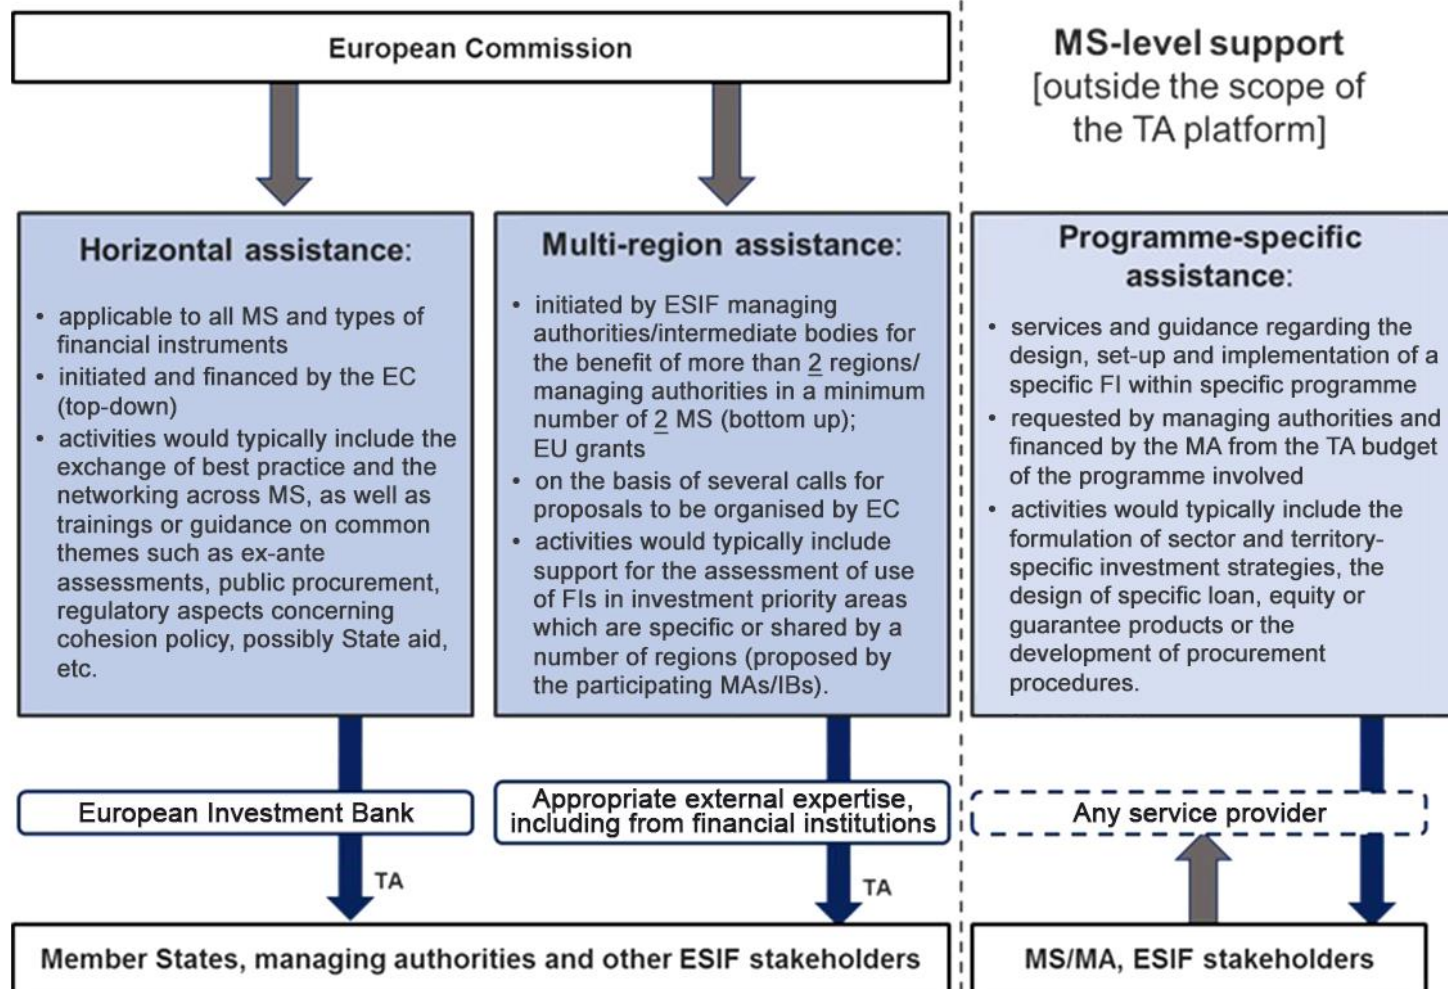 European Commission
MS-level support
[outside the scope of
the TA platform]
Horizontal assistance:
• applicable to all MS and types of
financial instruments
• initiated and financed by the EC
(top-down)
• activities would typically include the
exchange of best practice and the
networking across MS, as well as
trainings or guidance on common
themes such as ex-ante
assessments, public procurement,
regulatory aspects concerning
cohesion policy, possibly State aid,
etc.
Multi-region assistance:
• initiated by ESIF managing
authorities/intermediate bodies for
the benefit of more than 2 regions/
managing authorities in a minimum
number of 2 MS (bottom up);
EU grants
• on the basis of several calls for
proposals to be organised by EC
• activities would typically include
support for the assessment of use
of FIs in investment priority areas
which are specific or shared by a
number of regions (proposed by
the participating MAs/IBs).
Programme-specific
assistance:
• services and guidance regarding the
design, set-up and implementation of a
specific FI within specific programme
• requested by managing authorities and
financed by the MA from the TA budget
of the programme involved
• activities would typically include the
formulation of sector and territory-
specific investment strategies, the
design of specific loan, equity or
guarantee products or the
development of procurement
procedures.
European Investment Bank
Appropriate external expertise,
including from financial institutions
Any service provider
TA
TA
Member States, managing authorities and other ESIF stakeholders
MS/MA, ESIF stakeholders